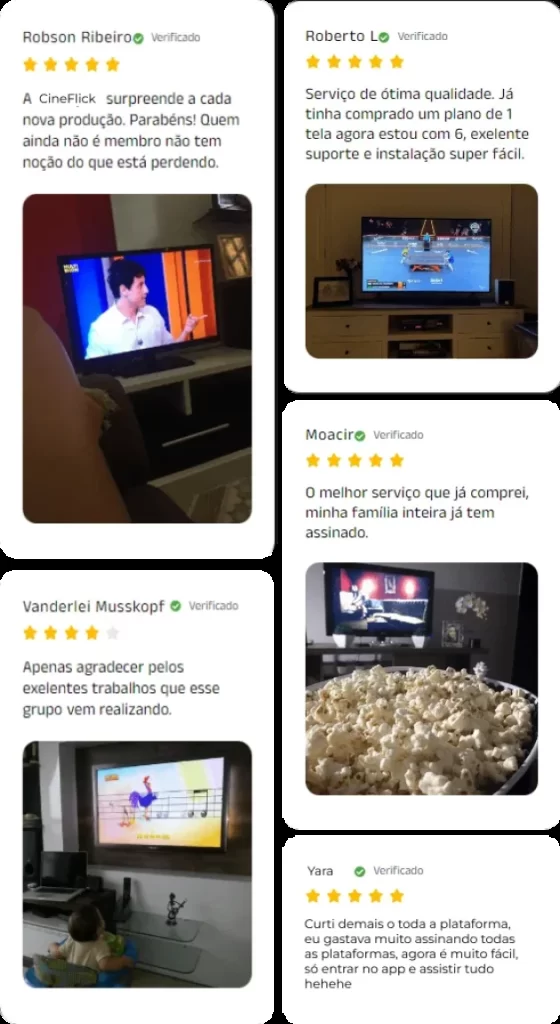 Robson Ribeiro Verificado
A CineFlick surpreende a cada
nova produção. Parabéns! Quem
ainda não é membro não tem
noção do que está perdendo.
Vanderlei Musskopf Verificado
Apenas agradecer pelos
exelentes trabalhos que esse
grupo vem realizando.
Roberto L Verificado
Serviço de ótima qualidade. Já
tinha comprado um plano de 1
tela agora estou com 6, exelente
suporte e instalação super fácil.
Moacir Verificado
O melhor serviço que já comprei,
minha família inteira já tem
assinado.
Yara Verificado
Curti demais o toda a plataforma,
eu gastava muito assinando todas
as plataformas, agora é muito fácil,
só entrar no app e assistir tudo
hehehe